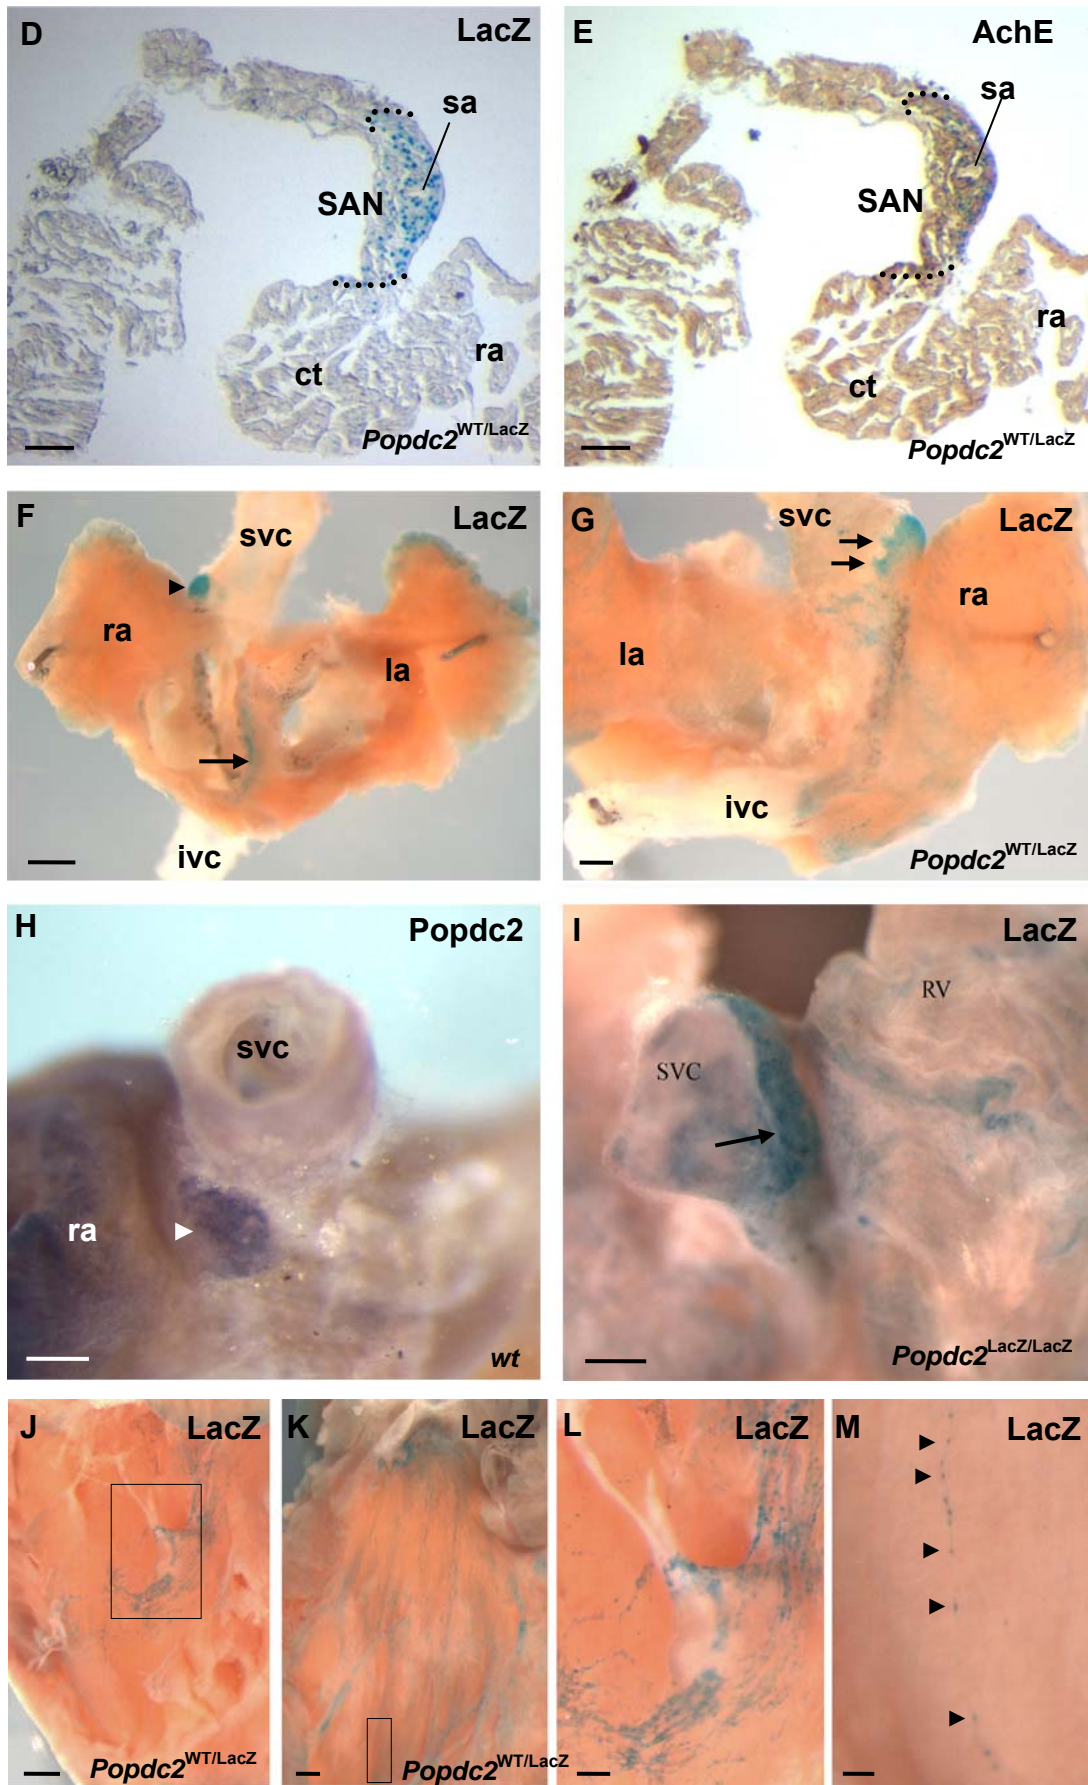 D LacZ
sa
SAN
ra
ct
Popdc2WT/LacZ
E AchE
sa
SAN
ra
ct
Popdc2WT/LacZ
F LacZ
svc
ra
la
ivc
G LacZ
svc
ra
la
ivc
Popdc2WT/LacZ
H Popdc2
svc
ra
wt
I LacZ
RV
SVC
Popdc2LacZ/LacZ
J LacZ
Popdc2WT/LacZ
K LacZ
Popdc2WT/LacZ
L LacZ
M LacZ